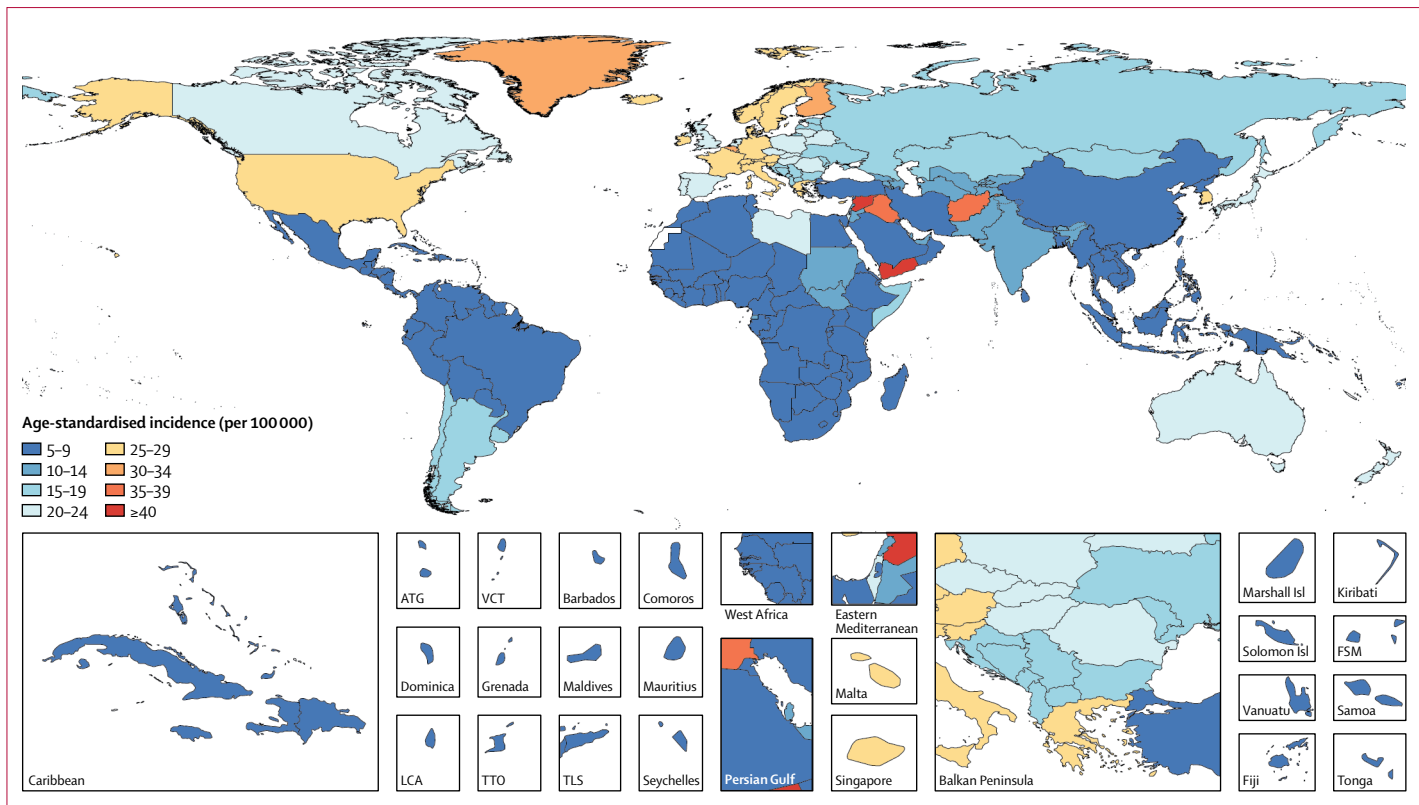 Age-standardised incidence (per 100 000)
5–9
10–14
15–19
20–24
25–29
30–34
35–39
≥40
Caribbean
ATG
VCT
Barbados
Comoros
Dominica
Grenada
Maldives
Mauritius
LCA
TTO
TLS
Seychelles
West Africa
Eastern
Mediterranean
Persian Gulf
Malta
Singapore
Balkan Peninsula
Marshall Isl
Kiribati
Solomon Isl
FSM
Vanuatu
Samoa
Fiji
Tonga